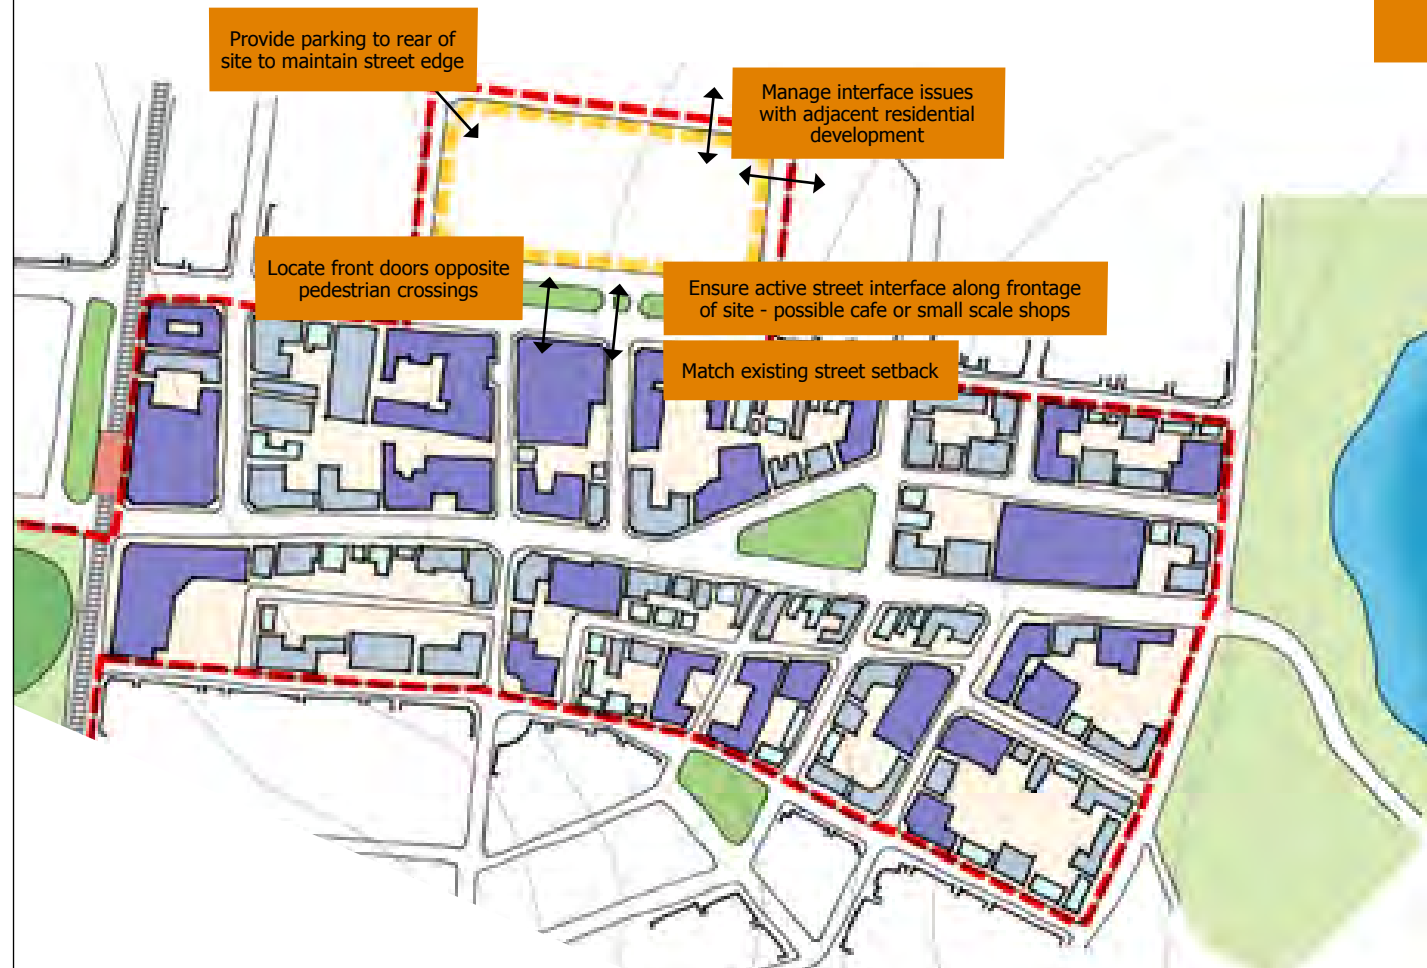 Provide parking to rear of
site to maintain street edge
Manage interface issues
with adjacent residential
development
Locate front doors opposite
pedestrian crossings
Ensure active street interface along frontage
of site - possible cafe or small scale shops
Match existing street setback